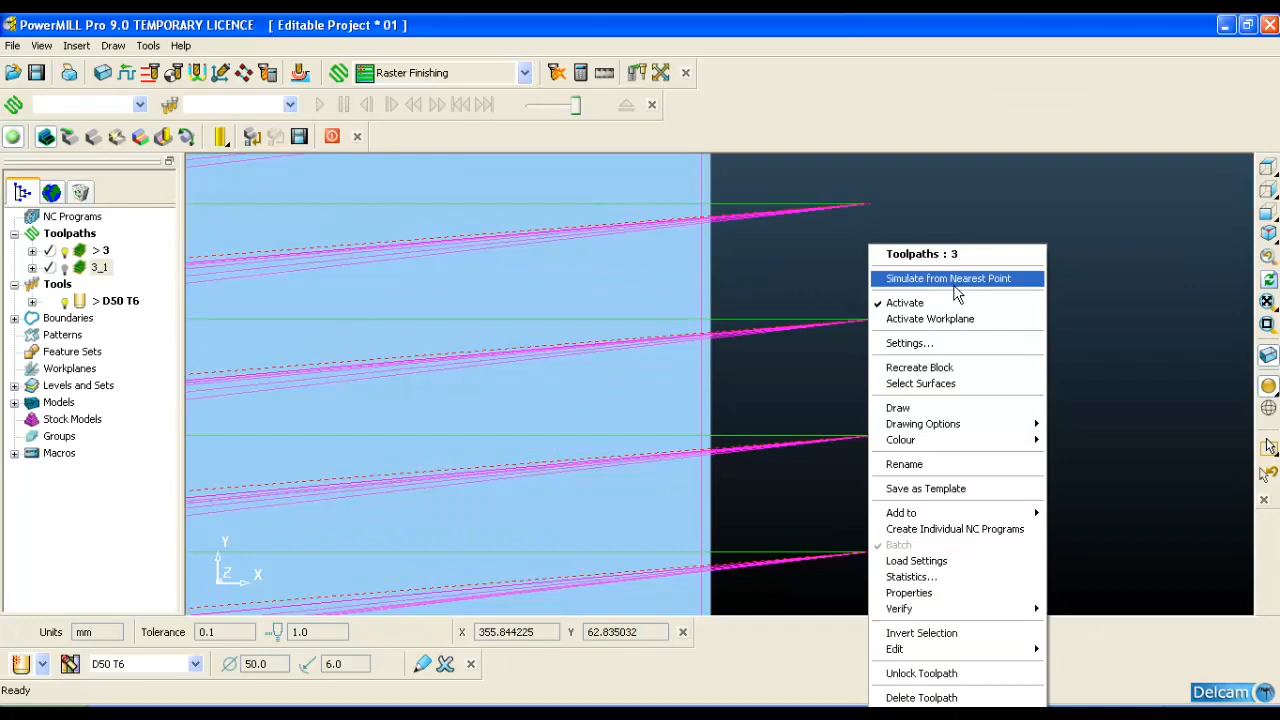 PowerMILL Pro 9.0 TEMPORARY LICENCE [ Editable Project * 01 ]
File View Insert Draw Tools Help
Raster Finishing
NC Programs
Toolpaths
> 3
3_1
Tools
> D50 T6
Boundaries
Patterns
Feature Sets
Workplanes
Levels and Sets
Models
Stock Models
Groups
Macros
Y
Z X
Toolpaths : 3
Simulate from Nearest Point
Activate
Activate Workplane
Settings...
Recreate Block
Select Surfaces
Draw
Drawing Options
Colour
Rename
Save as Template
Add to
Create Individual NC Programs
Batch
Load Settings
Statistics...
Properties
Verify
Invert Selection
Edit
Unlock Toolpath
Delete Toolpath
Units mm Tolerance 0.1 1.0 X 355.844225 Y 62.835032
D50 T6 50.0 6.0
Ready
Delcam